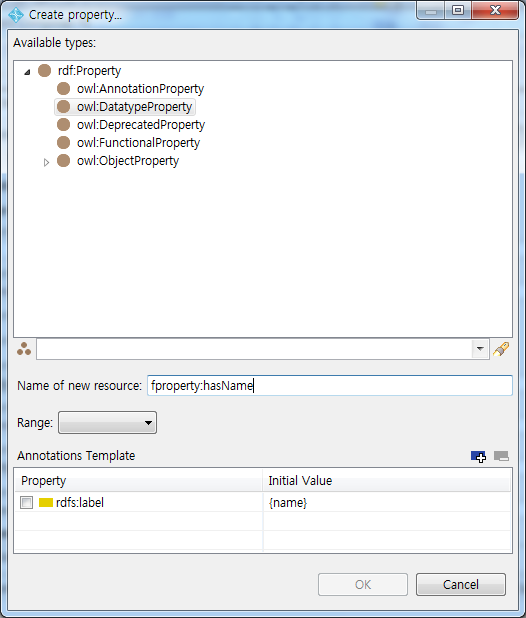 Create property...
Available types:
rdf:Property
owl:AnnotationProperty
owl:DatatypeProperty
owl:DeprecatedProperty
owl:FunctionalProperty
owl:ObjectProperty
Name of new resource: fproperty:hasName
Range:
Annotations Template
Property Initial Value
rdfs:label {name}
OK Cancel